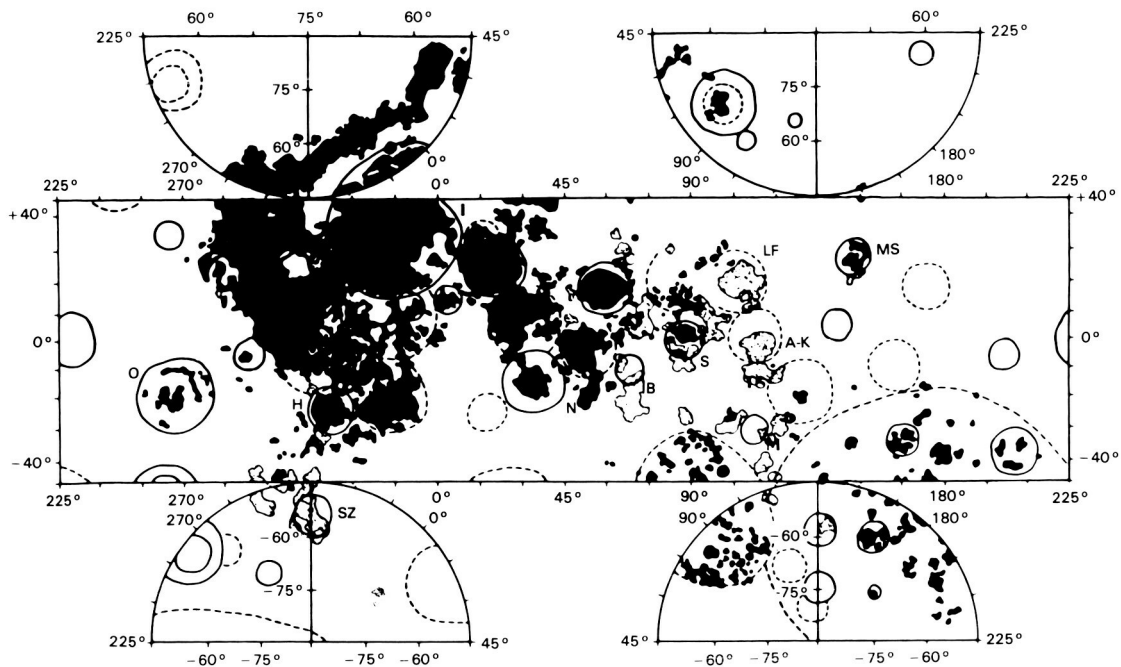 60° 75° 60° 60°
225° 45° 45° 225°
75° 75°
60° 0° 60° 180°
270° 90°
225° 270° 0° 45° 90° 180° 225°
+40° I +40°
LF MS
0° A-K 0°
S
O B
H N
M
-40° -40°
225° 270° 0° 45° 90° 180° 225°
270° 0° 90° 180°
SZ
-60° -60°
-75° -75°
225° 45° 45° 225°
-60° -75° -75° -60° -60° -75° -75° -60°